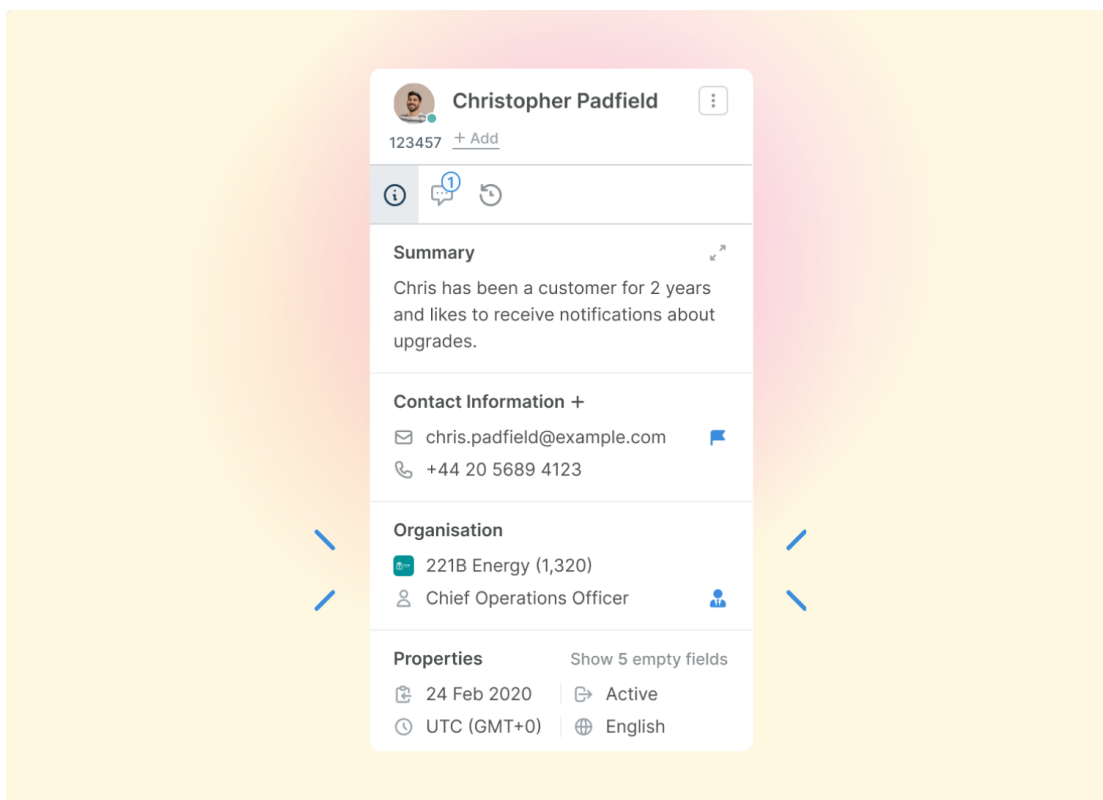 Christopher Padfield
123457 + Add
1
Summary
Chris has been a customer for 2 years
and likes to receive notifications about
upgrades.
Contact Information +
chris.padfield@example.com
+44 20 5689 4123
Organisation
221B Energy (1,320)
Chief Operations Officer
Properties Show 5 empty fields
24 Feb 2020 Active
UTC (GMT+0) English